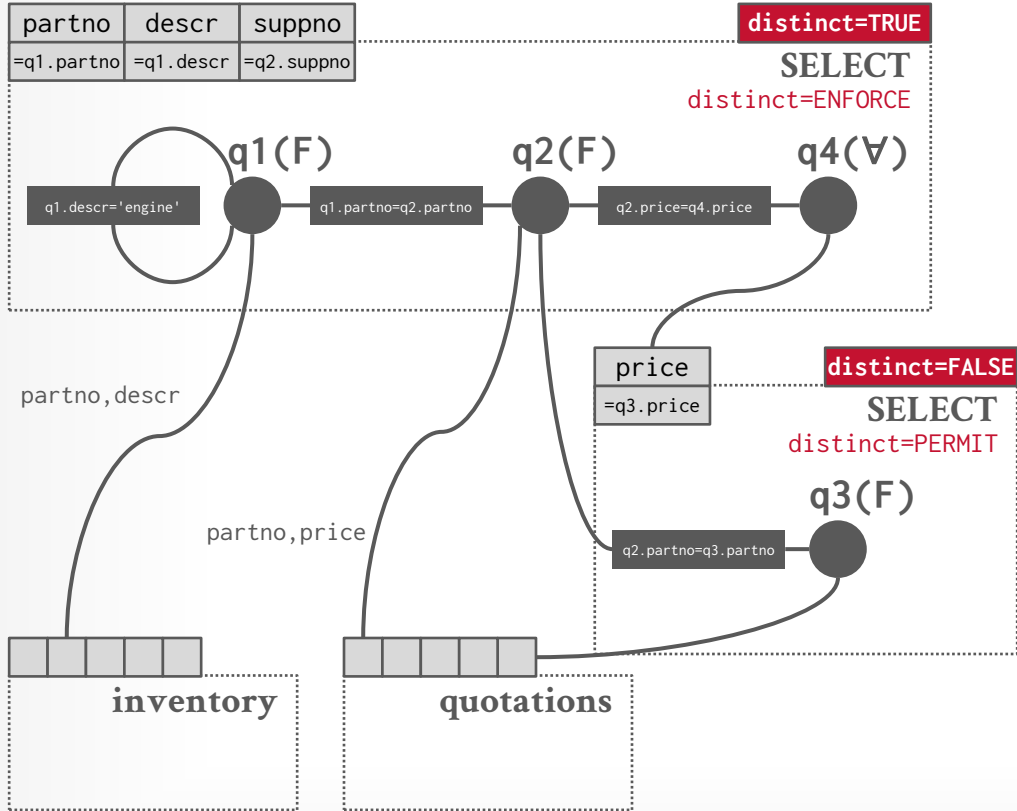 partno descr suppno
distinct=TRUE
=q1.partno =q1.descr =q2.suppno
SELECT
distinct=ENFORCE
q1(F) q2(F) q4(∀)
q1.descr='engine' q1.partno=q2.partno q2.price=q4.price
price
distinct=FALSE
=q3.price
SELECT
distinct=PERMIT
partno,descr
q3(F)
partno,price
q2.partno=q3.partno
inventory
quotations